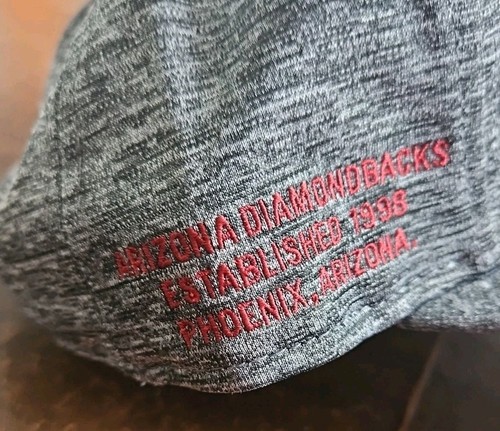 ARIZONA DIAMONDBACKS
ESTABLISHED 1998
PHOENIX, ARIZONA.